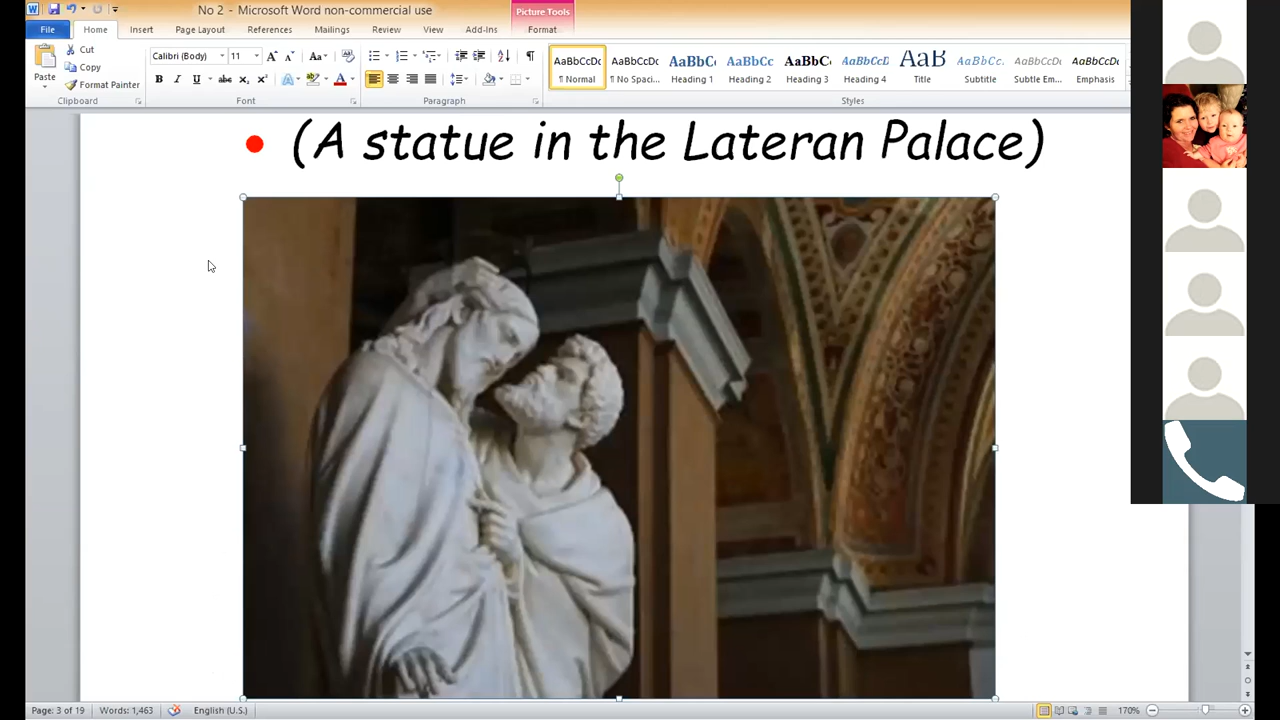 No 2 - Microsoft Word non-commercial use
Picture Tools
File Home Insert Page Layout References Mailings Review View Add-Ins Format
Paste
Cut
Copy
Format Painter
Clipboard
Calibri (Body) 11
Font
Paragraph
AaBbCcDc AaBbCcDc AaBbC AaBbCc AaBbCc AaBbCcD AaB AaBbCcDc AaBbCcDc AaBbCcDc
¶ Normal ¶ No Spaci... Heading 1 Heading 2 Heading 3 Heading 4 Title Subtitle Subtle Em... Emphasis
Styles
• (A statue in the Lateran Palace)
Page: 3 of 19 Words: 1,463 English (U.S.) 170%